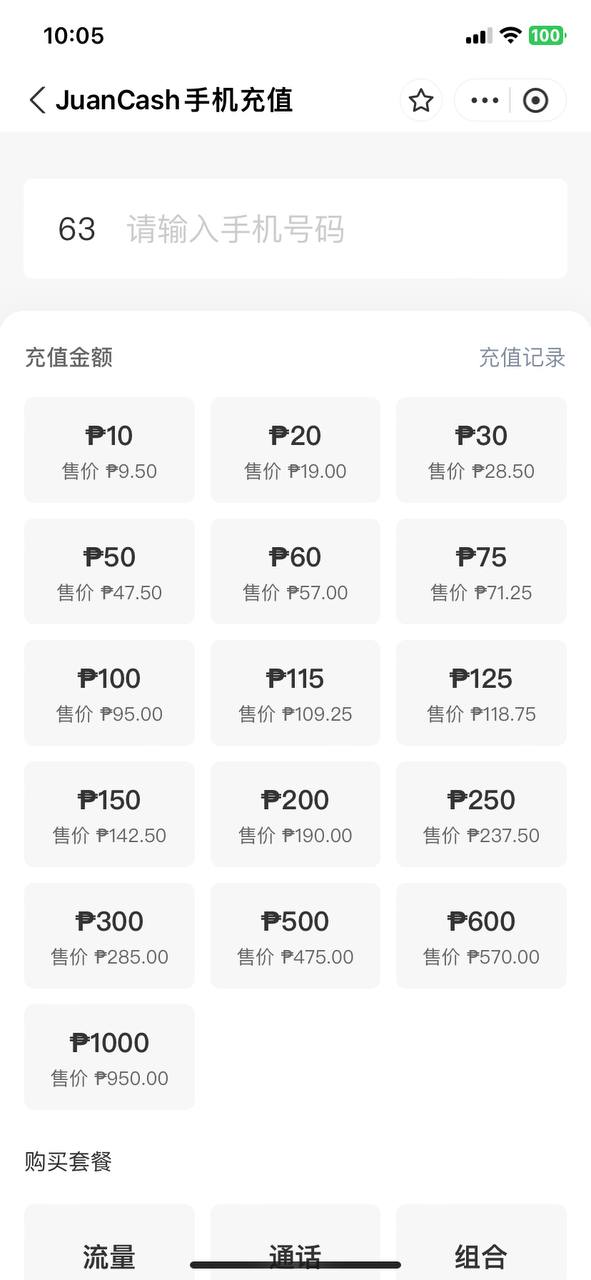 10:05
100
JuanCash手机充值
63 请输入手机号码
充值金额 充值记录
₱10 ₱20 ₱30
售价 ₱9.50 售价 ₱19.00 售价 ₱28.50
₱50 ₱60 ₱75
售价 ₱47.50 售价 ₱57.00 售价 ₱71.25
₱100 ₱115 ₱125
售价 ₱95.00 售价 ₱109.25 售价 ₱118.75
₱150 ₱200 ₱250
售价 ₱142.50 售价 ₱190.00 售价 ₱237.50
₱300 ₱500 ₱600
售价 ₱285.00 售价 ₱475.00 售价 ₱570.00
₱1000
售价 ₱950.00
购买套餐
流量 通话 组合